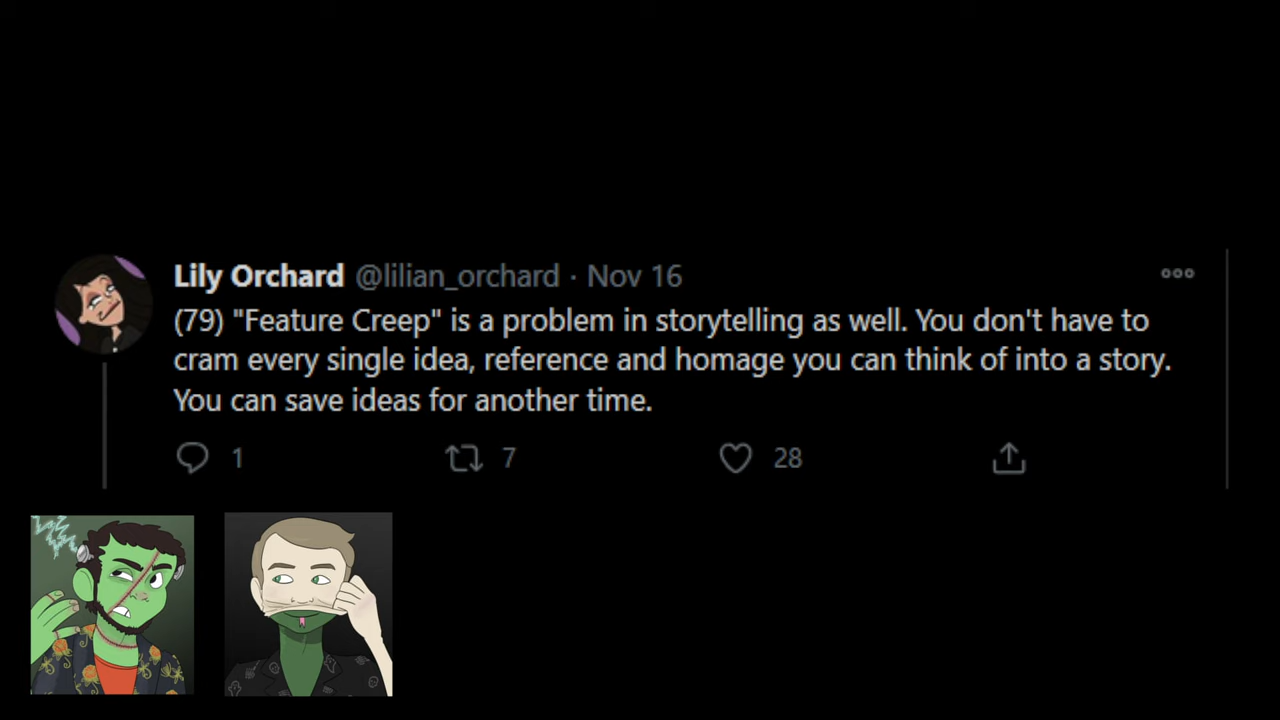 Lily Orchard @lilian_orchard · Nov 16
(79) "Feature Creep" is a problem in storytelling as well. You don't have to
cram every single idea, reference and homage you can think of into a story.
You can save ideas for another time.
1 7 28